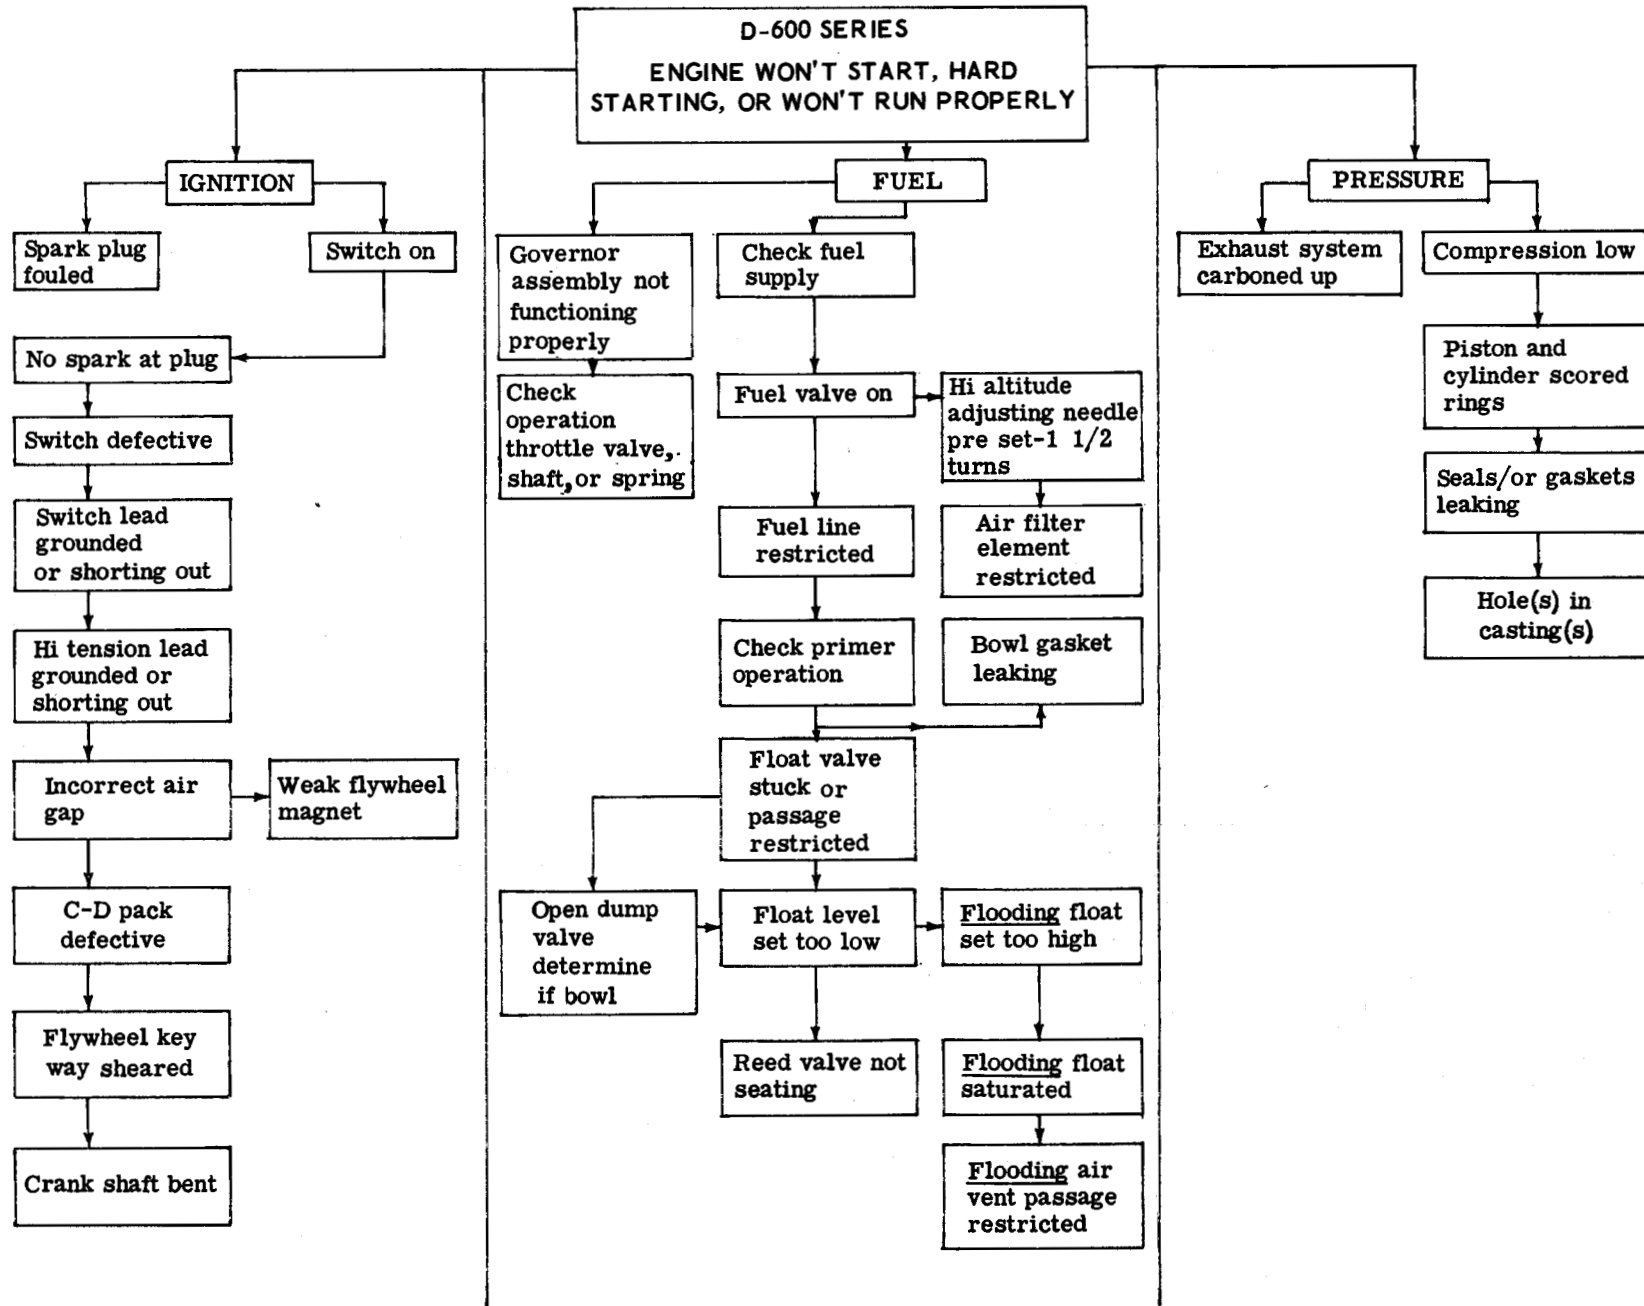 D-600 SERIES
ENGINE WON'T START, HARD
STARTING, OR WON'T RUN PROPERLY
IGNITION
Spark plug
fouled
Switch on
No spark at plug
Switch defective
Switch lead
grounded
or shorting out
Hi tension lead
grounded or
shorting out
Incorrect air
gap
Weak flywheel
magnet
C-D pack
defective
Flywheel key
way sheared
Crank shaft bent
FUEL
Governor
assembly not
functioning
properly
Check
operation
throttle valve,
shaft, or spring
Check fuel
supply
Fuel valve on
Hi altitude
adjusting needle
pre set-1 1/2
turns
Fuel line
restricted
Air filter
element
restricted
Check primer
operation
Bowl gasket
leaking
Float valve
stuck or
passage
restricted
Open dump
valve
determine
if bowl
Float level
set too low
Flooding float
set too high
Reed valve not
seating
Flooding float
saturated
Flooding air
vent passage
restricted
PRESSURE
Exhaust system
carboned up
Compression low
Piston and
cylinder scored
rings
Seals/or gaskets
leaking
Hole(s) in
casting(s)